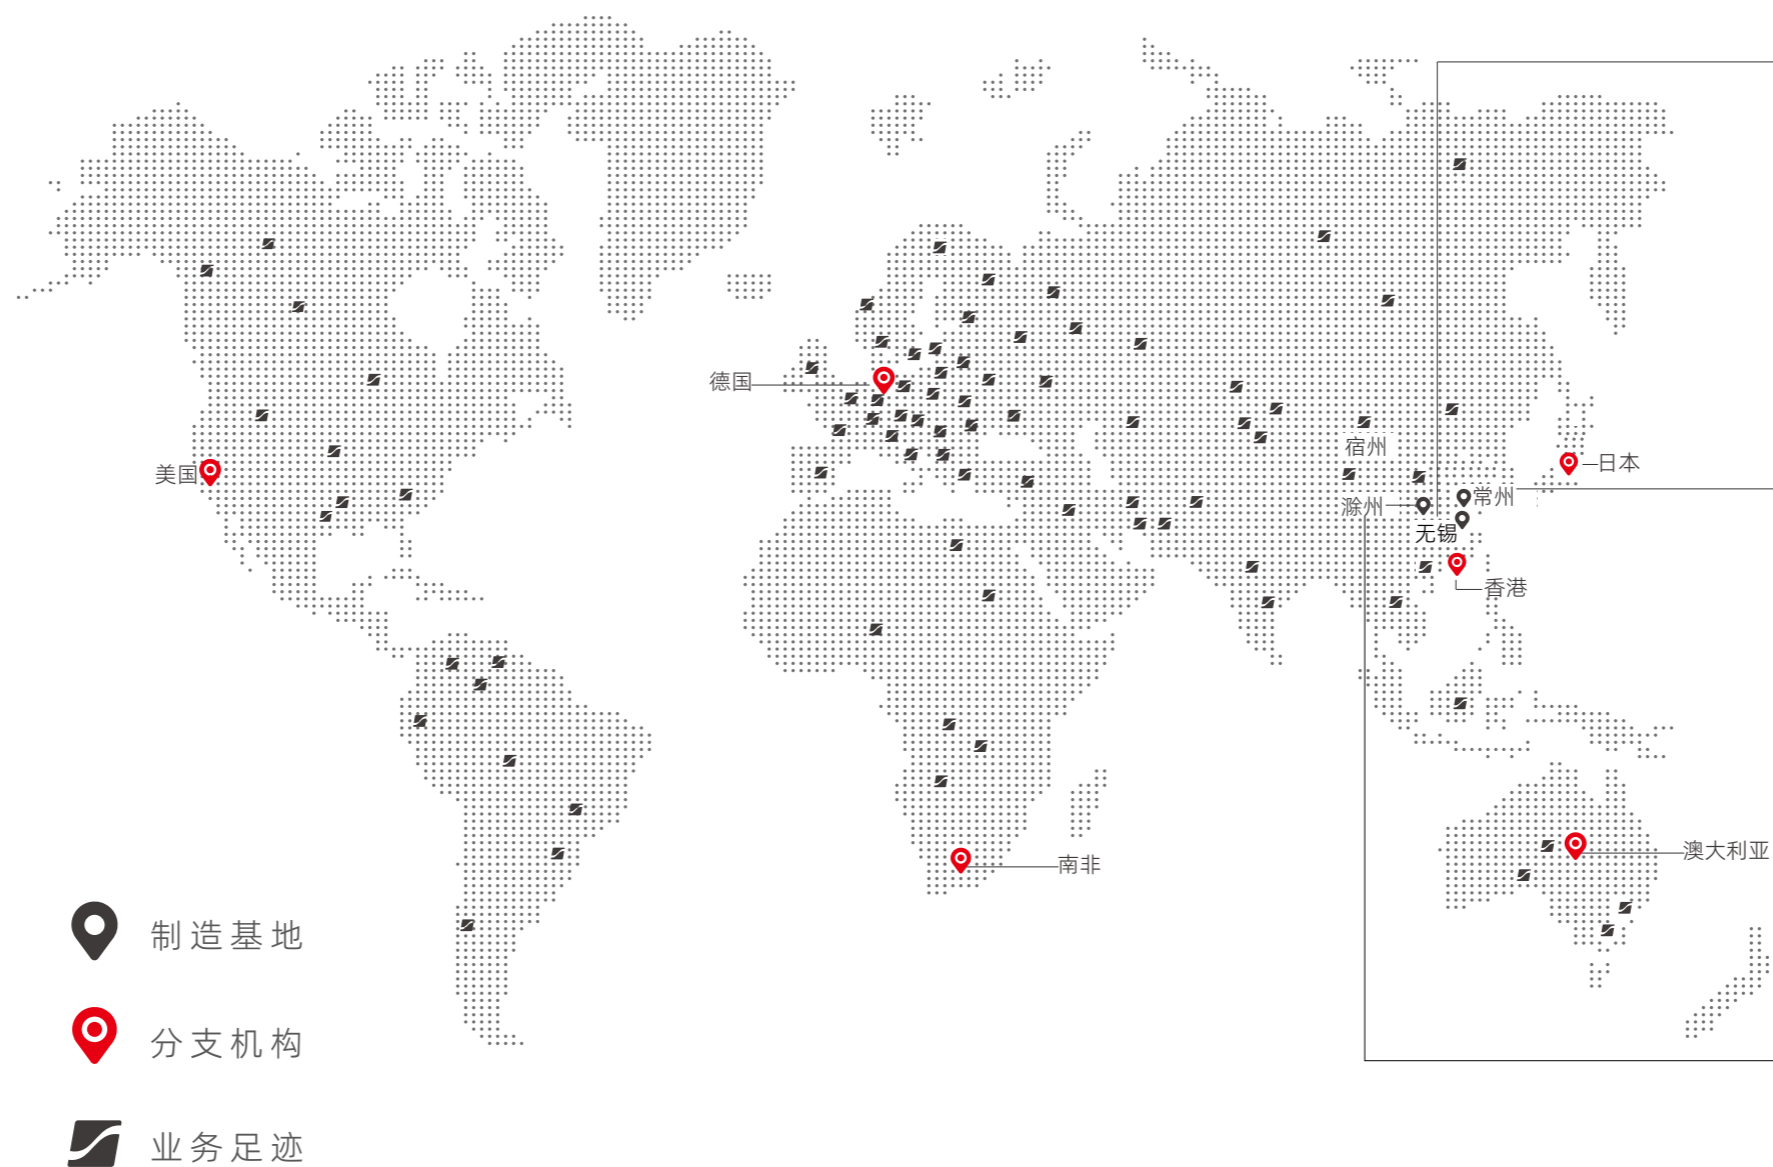 德国
美国
宿州
日本
滁州
常州
无锡
香港
澳大利亚
南非
制造基地
分支机构
业务足迹